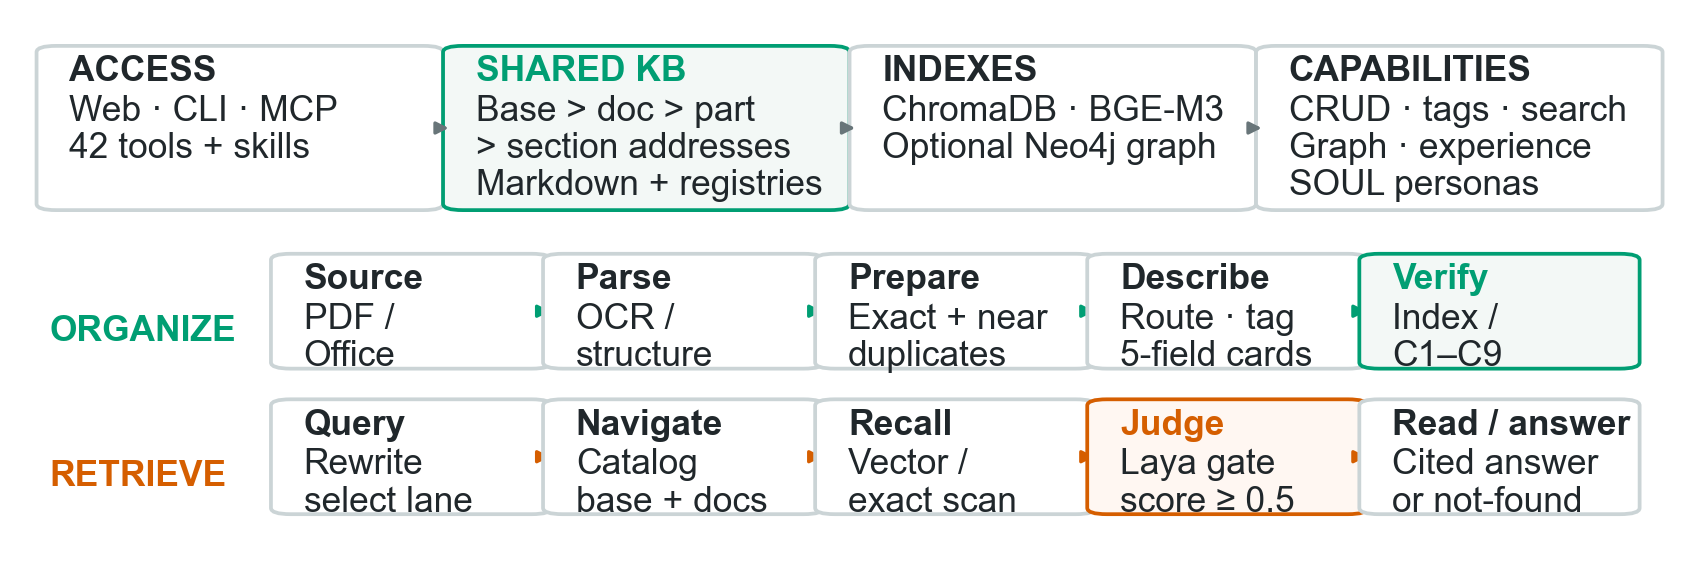 ACCESS
Web · CLI · MCP
42 tools + skills
SHARED KB
Base > doc > part
> section addresses
Markdown + registries
INDEXES
ChromaDB · BGE-M3
Optional Neo4j graph
CAPABILITIES
CRUD · tags · search
Graph · experience
SOUL personas
ORGANIZE
Source
PDF /
Office
Parse
OCR /
structure
Prepare
Exact + near
duplicates
Describe
Route · tag
5-field cards
Verify
Index /
C1–C9
RETRIEVE
Query
Rewrite
select lane
Navigate
Catalog
base + docs
Recall
Vector /
exact scan
Judge
Laya gate
score ≥ 0.5
Read / answer
Cited answer
or not-found